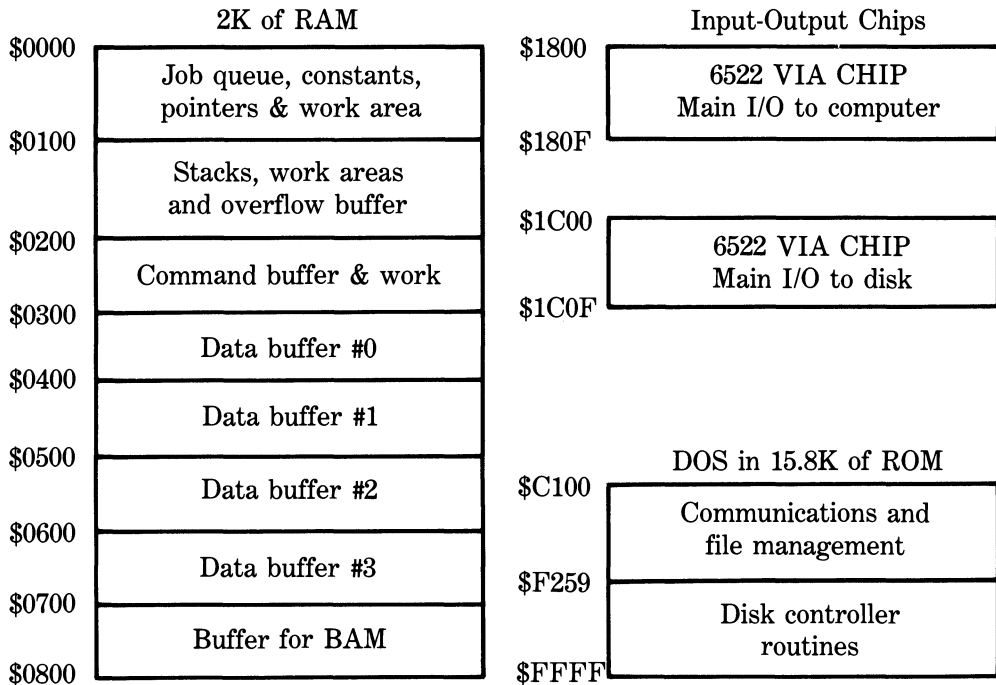 2K of RAM
$0000
Job queue, constants,
pointers & work area
$0100
Stacks, work areas
and overflow buffer
$0200
Command buffer & work
$0300
Data buffer #0
$0400
Data buffer #1
$0500
Data buffer #2
$0600
Data buffer #3
$0700
Buffer for BAM
$0800
Input-Output Chips
$1800
6522 VIA CHIP
Main I/O to computer
$180F
$1C00
6522 VIA CHIP
Main I/O to disk
$1C0F
DOS in 15.8K of ROM
$C100
Communications and
file management
$F259
Disk controller
routines
$FFFF